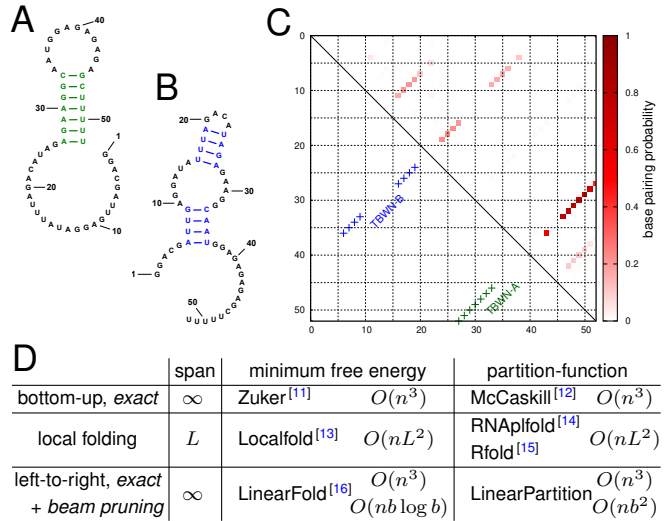 A
40
30
50
1
20
10
B
20
10
30
1
40
50
C
0
10
20
30
40
50
0
10
20
30
40
50
TBWN-B
TBWN-A
1
0.8
0.6
0.4
0.2
0
base pairing probability
D
span minimum free energy partition-function
bottom-up, exact ∞ Zuker[11] O(n³) McCaskill[12] O(n³)
local folding L Localfold[13] O(nL²) RNAplfold[14] O(nL²)
Rfold[15]
left-to-right, exact ∞ LinearFold[16] O(n³) LinearPartition O(n³)
+ beam pruning O(nb log b) O(nb²)